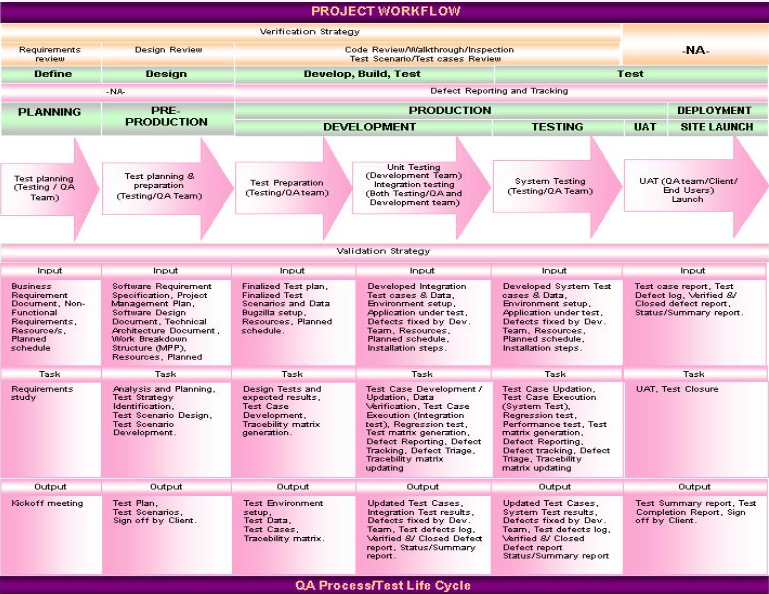 PROJECT WORKFLOW
Verification Strategy
Requirements
review
Design Review
Code Review/Walkthrough/Inspection
Test Scenario/Test cases Review
-NA-
Define
Design
Develop, Build, Test
Test
-NA-
Defect Reporting and Tracking
PLANNING
PRE-
PRODUCTION
PRODUCTION
DEPLOYMENT
DEVELOPMENT
TESTING
UAT
SITE LAUNCH
Test planning
(Testing / QA
Team)
Test planning &
preparation
(Testing/QA Team)
Test Preparation
(Testing/QA team)
Unit Testing
(Development Team)
Integration testing
(Both Testing/QA and
Development team)
System Testing
(Testing/QA Team)
UAT (QA team/Client/
End Users)
Launch
Validation Strategy
Input
Business
Requirement
Document, Non-
Functional
Requirements,
Resource/s,
Planned
schedule
Input
Software Requirement
Specification, Project
Management Plan,
Software Design
Document, Technical
Architecture Document,
Work Breakdown
Structure (MPP),
Resources, Planned
Input
Finalized Test plan,
Finalized Test
Scenarios and Data
Bugzilla setup,
Resources, Planned
schedule.
Input
Developed Integration
Test cases & Data,
Environment setup,
Application under test,
Defects fixed by Dev.
Team, Resources,
Planned schedule,
Installation steps.
Input
Developed System Test
cases & Data,
Environment setup,
Application under test,
Defects fixed by Dev.
Team, Resources,
Planned schedule,
Installation steps.
Input
Test case report, Test
Defect log, Verified &/
Closed defect report,
Status/Summary report.
Task
Requirements
study
Task
Analysis and Planning,
Test Strategy
Identification,
Test Scenario Design,
Test Scenario
Development.
Task
Design Tests and
expected results,
Test Case
Development,
Tracebility matrix
generation.
Task
Test Case Development /
Updation, Data
Verification, Test Case
Execution (Integration
test), Regression test,
Test matrix generation,
Defect Reporting, Defect
Tracking, Defect Triage,
Tracebility matrix
updating
Task
Test Case Updation,
Test Case Execution
(System Test),
Regression test,
Performance test, Test
matrix generation,
Defect Reporting,
Defect tracking, Defect
Triage, Tracebility
matrix updating
Task
UAT, Test Closure
Output
Kickoff meeting
Output
Test Plan,
Test Scenarios,
Sign off by Client.
Output
Test Environment
setup,
Test Data,
Test Cases,
Tracebility matrix.
Output
Updated Test Cases,
Integration Test results,
Defects fixed by Dev.
Team, Test defects log,
Verified &/ Closed Defect
report, Status/Summary
report.
Output
Updated Test Cases,
System Test results,
Defects fixed by Dev.
Team, Test defects log,
Verified &/ Closed
Defect report
Status/Summary report
Output
Test Summary report, Test
Completion Report, Sign
off by Client.
QA Process/Test Life Cycle